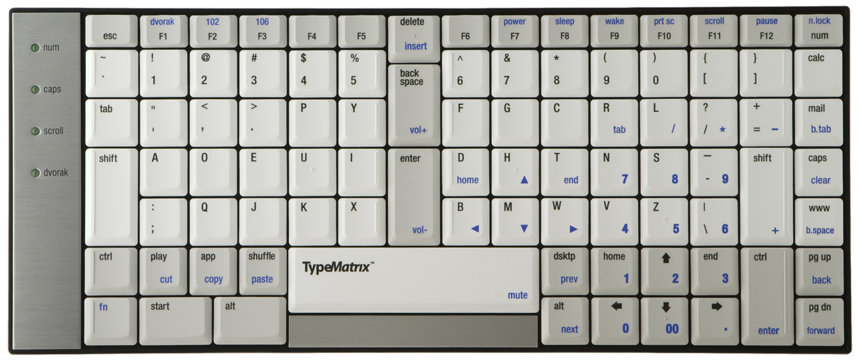 dvorak 102 106 delete power sleep wake prt sc scroll pause n.lock
esc F1 F2 F3 F4 F5 insert F6 F7 F8 F9 F10 F11 F12 num
num
~ ! @ # $ % back space ^ & * ( ) { } calc
` 1 2 3 4 5 6 7 8 9 0 [ ]
caps
tab " < > P Y F G C R L ? + mail
' , . vol+ tab / / * = - b.tab
scroll
shift A O E U I enter D H T N S _ shift caps
home ▲ end 7 8 - 9 clear
dvorak
: Q J K X B M W V Z | www
; vol- ◄ ▼ ► 4 5 \ 6 + b.space
ctrl play app shuffle TypeMatrix™ dsktp home ↑ end ctrl pg up
cut copy paste mute prev 1 2 3 back
fn start alt alt ← ↓ → pg dn
next 0 00 . enter forward